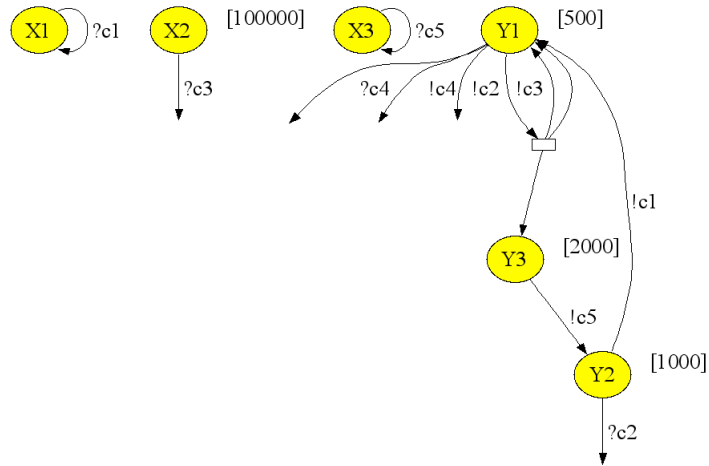 X1 ?c1 X2 [100000] X3 ?c5 Y1 [500]
?c3 ?c4 !c4 !c2 !c3
!c1
Y3 [2000]
!c5
Y2 [1000]
?c2